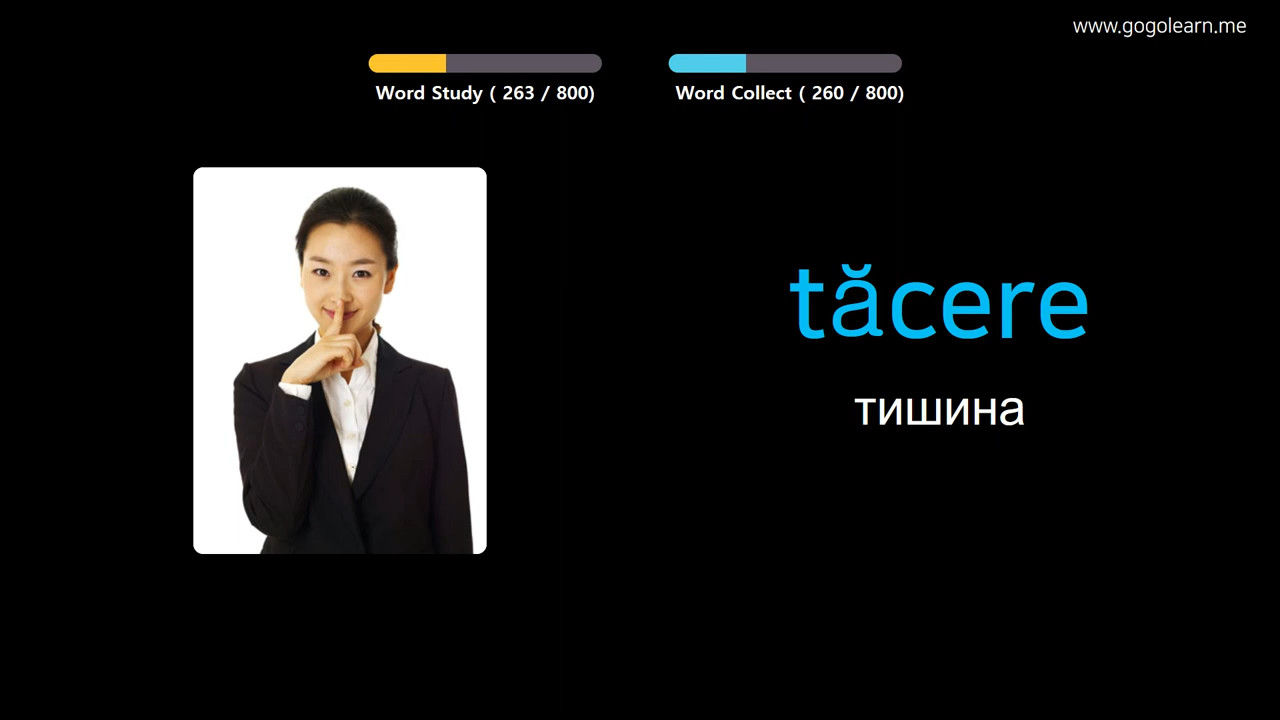 www.gogolearn.me
Word Study ( 263 / 800)
Word Collect ( 260 / 800)
tăcere
тишина